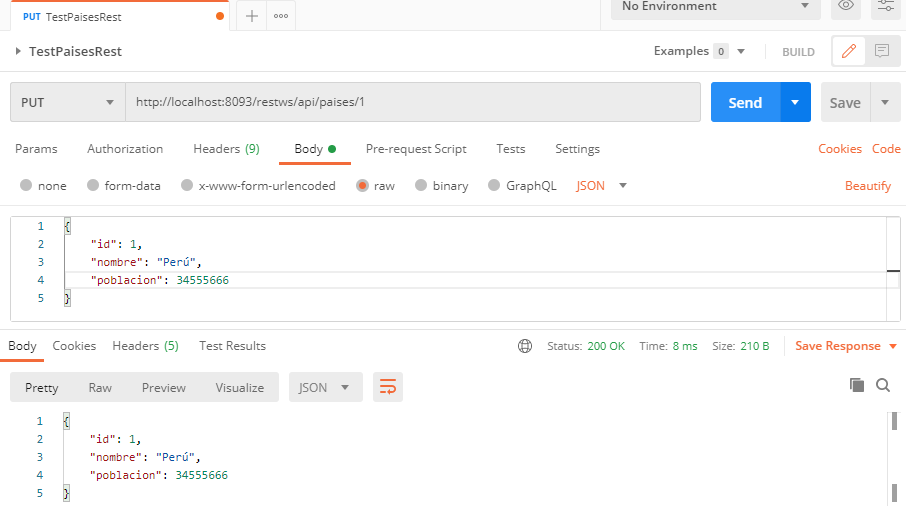 PUT TestPaisesRest
No Environment
TestPaisesRest
Examples 0
BUILD
PUT http://localhost:8093/restws/api/paises/1 Send Save
Params Authorization Headers (9) Body Pre-request Script Tests Settings Cookies Code
none form-data x-www-form-urlencoded raw binary GraphQL JSON Beautify
1 {
2 "id": 1,
3 "nombre": "Perú",
4 "poblacion": 34555666
5 }
Body Cookies Headers (5) Test Results Status: 200 OK Time: 8 ms Size: 210 B Save Response
Pretty Raw Preview Visualize JSON
1 {
2 "id": 1,
3 "nombre": "Perú",
4 "poblacion": 34555666
5 }